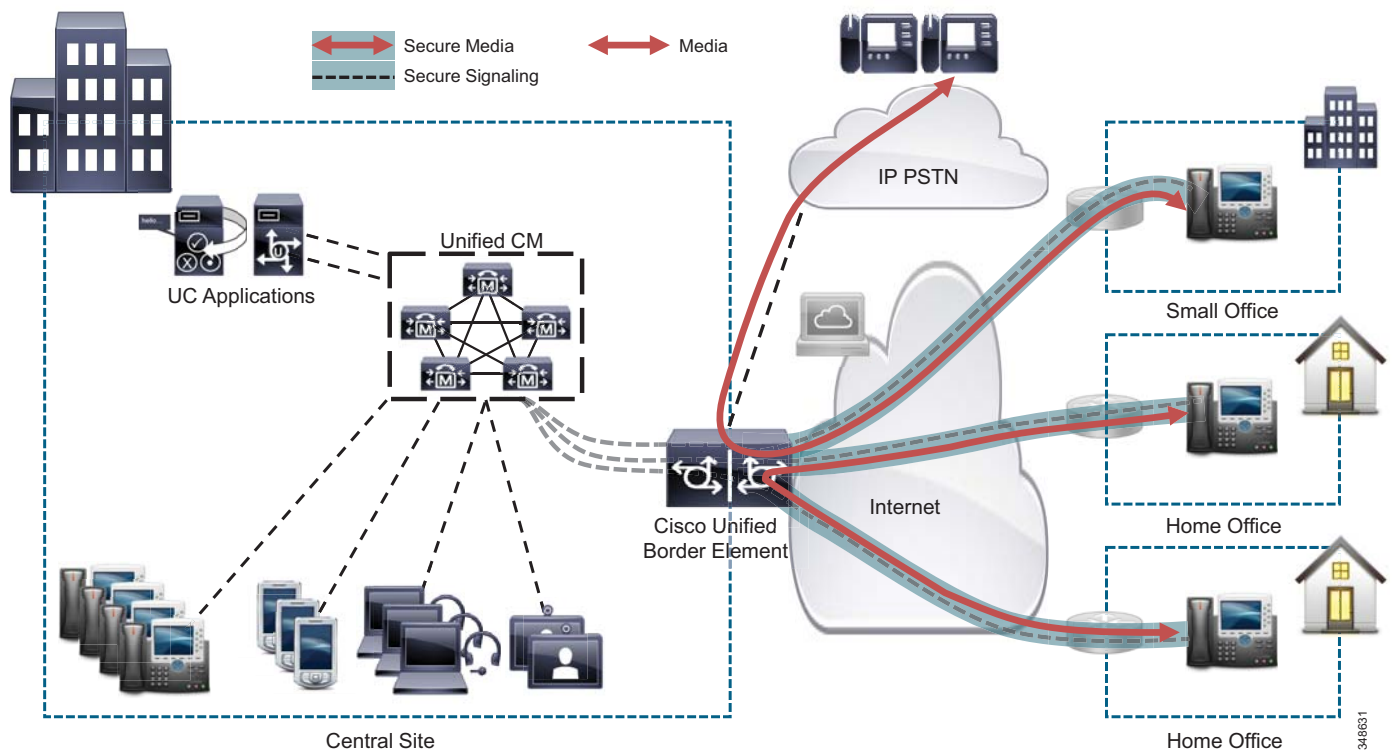 Secure Media
Media
Secure Signaling
IP PSTN
hello...
Unified CM
UC Applications
Small Office
M
M
M
M
M
U
Internet
Cisco Unified
Border Element
Home Office
Central Site
Home Office
348631